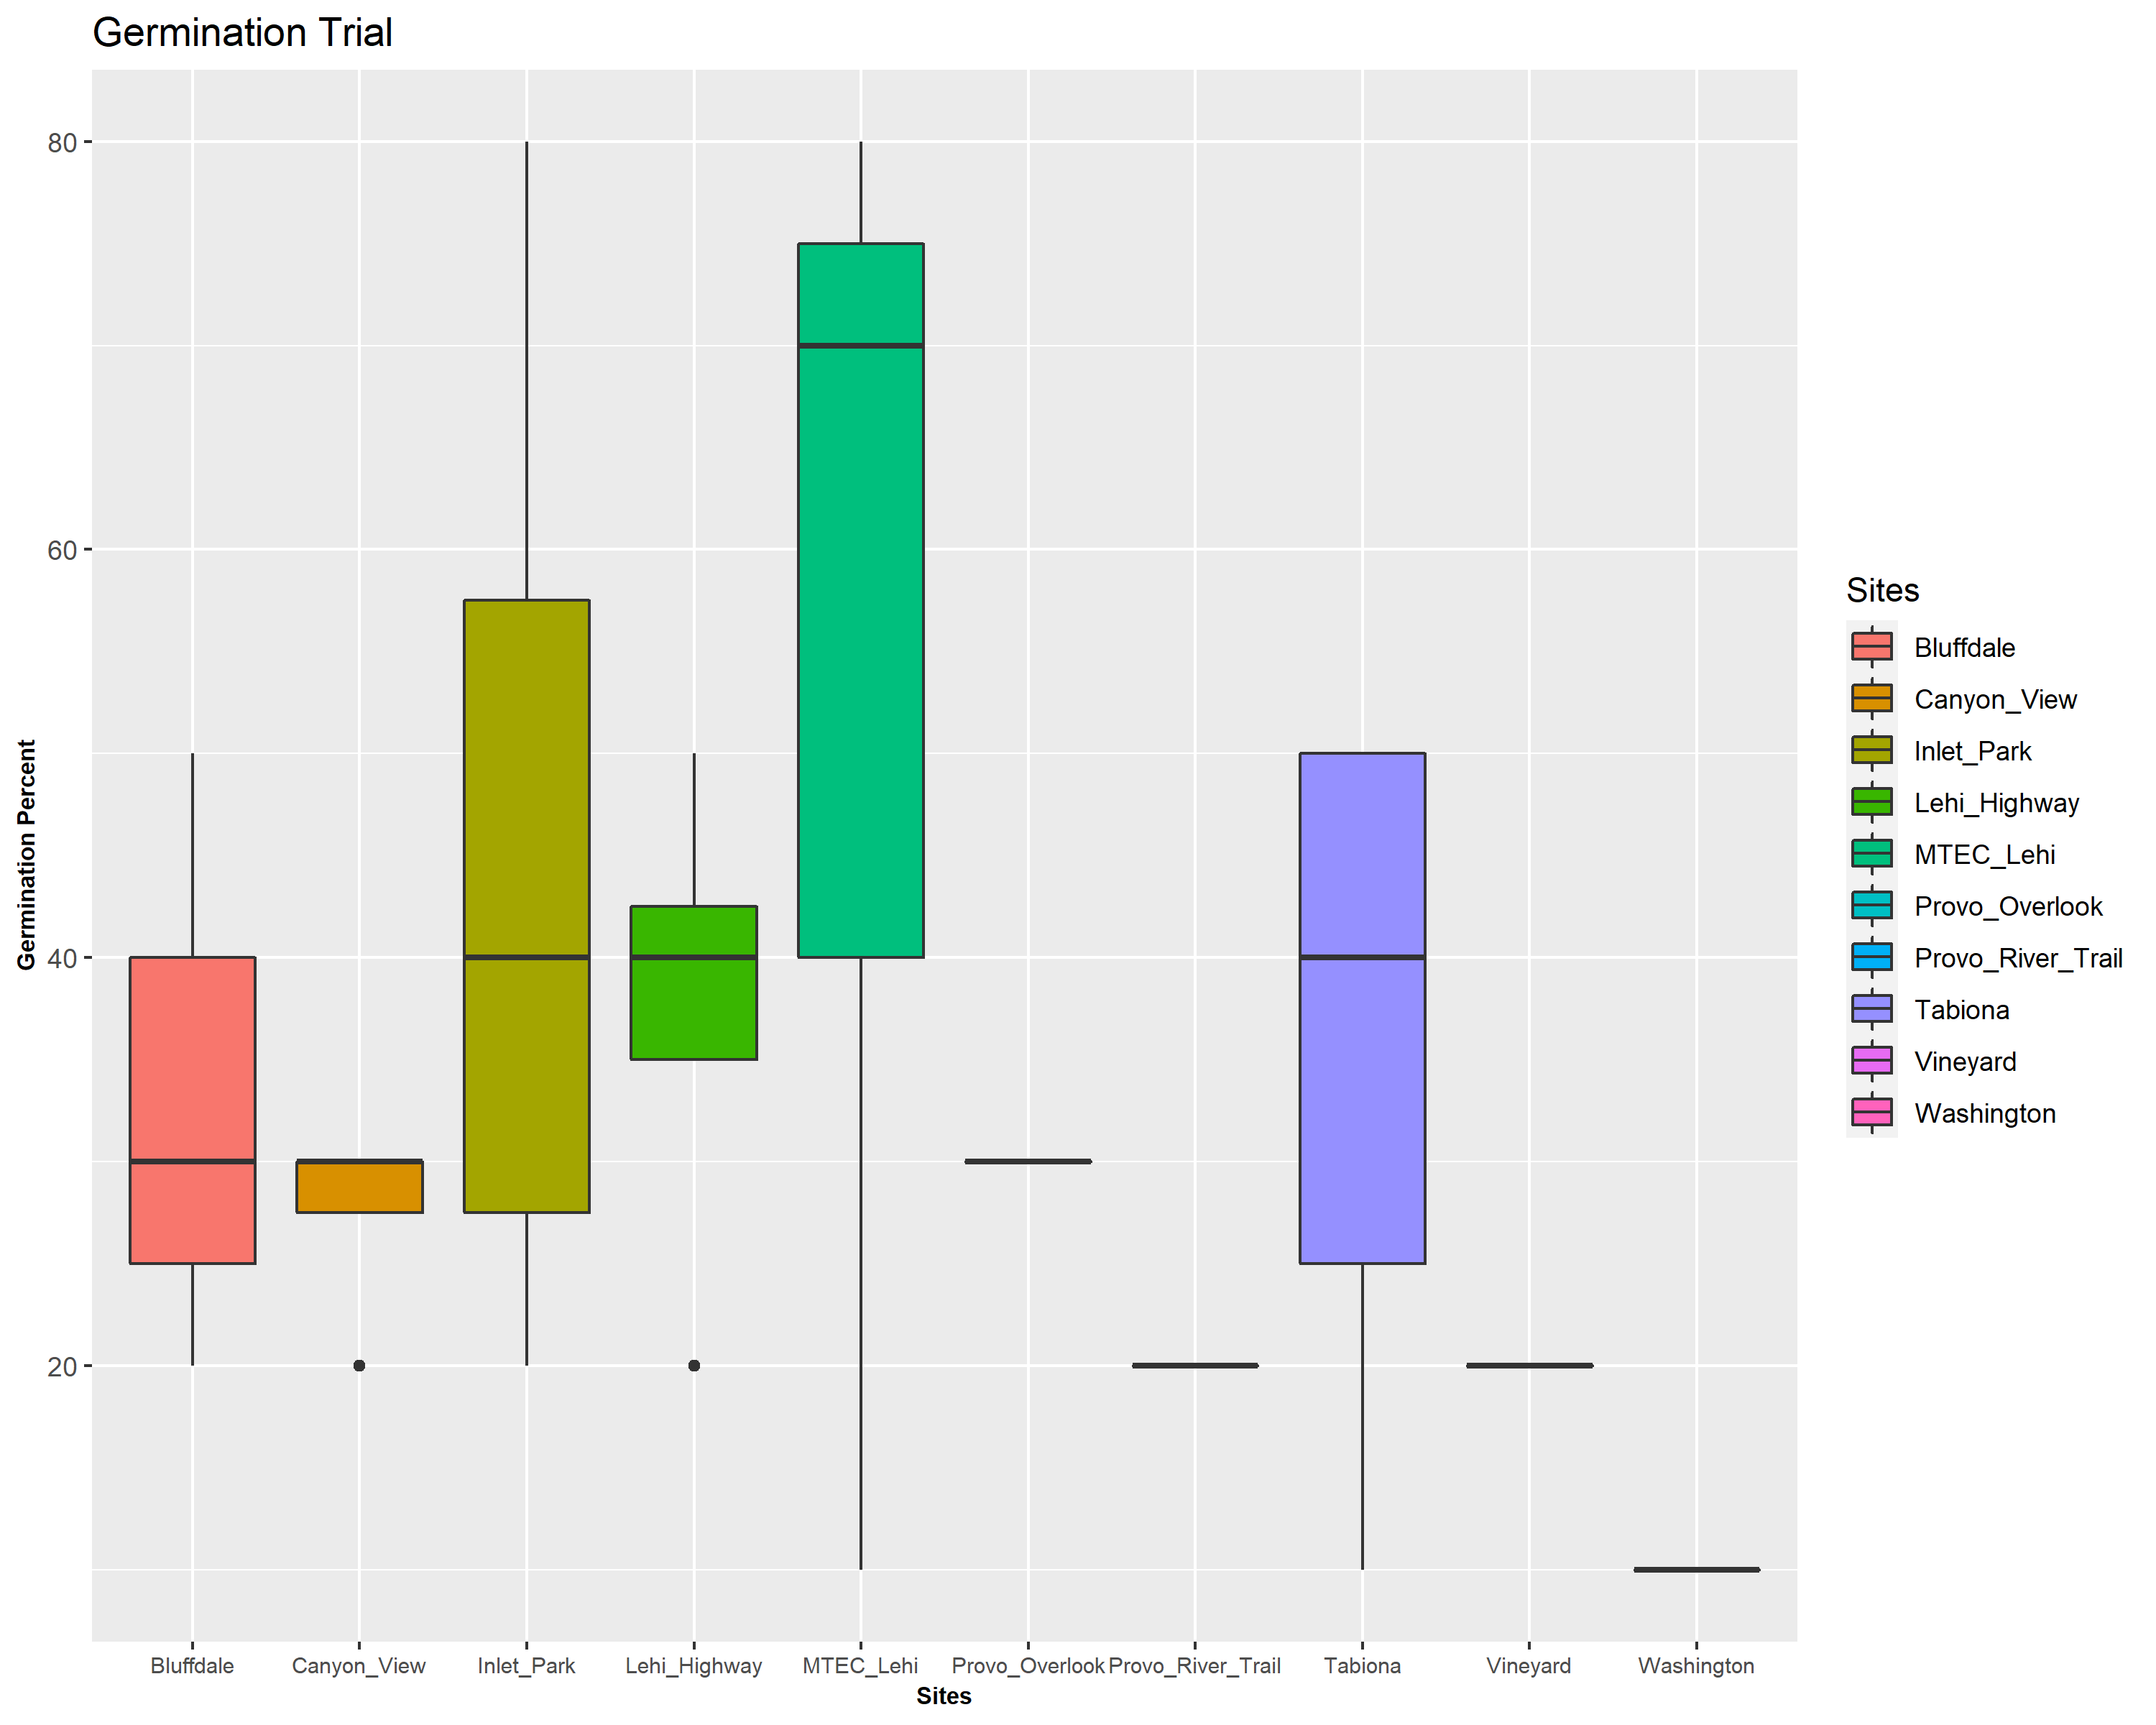 Germination Trial
80
60
40
20
Germination Percent
Bluffdale Canyon_View Inlet_Park Lehi_Highway MTEC_Lehi Provo_Overlook Provo_River_Trail Tabiona Vineyard Washington
Sites
Sites
Bluffdale
Canyon_View
Inlet_Park
Lehi_Highway
MTEC_Lehi
Provo_Overlook
Provo_River_Trail
Tabiona
Vineyard
Washington